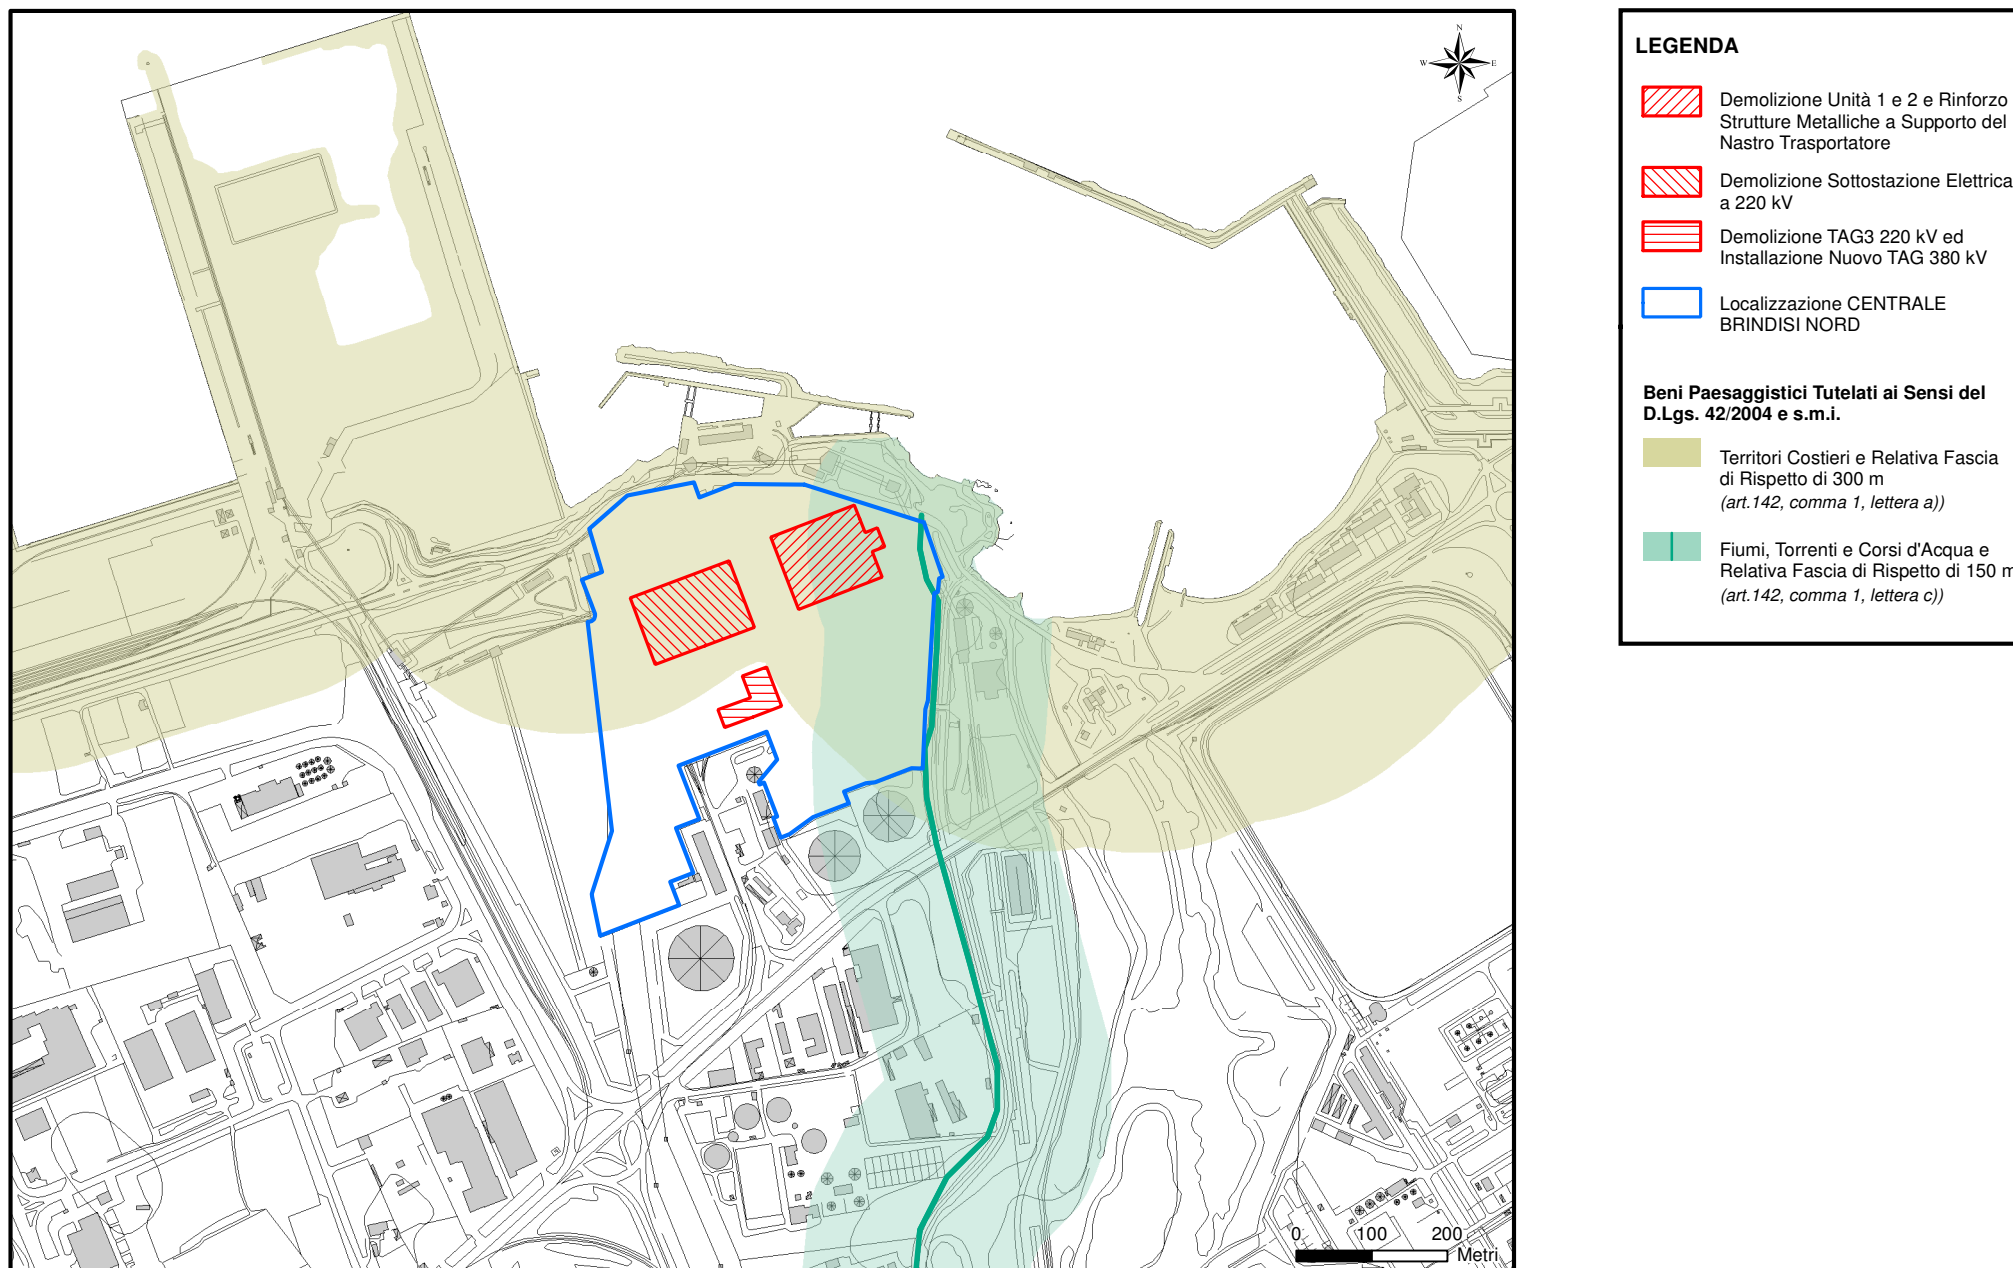 N
W
E
S
0
100
200
Metri
LEGENDA
Demolizione Unità 1 e 2 e Rinforzo
Strutture Metalliche a Supporto del
Nastro Trasportatore
Demolizione Sottostazione Elettrica
a 220 kV
Demolizione TAG3 220 kV ed
Installazione Nuovo TAG 380 kV
Localizzazione CENTRALE
BRINDISI NORD
Beni Paesaggistici Tutelati ai Sensi del
D.Lgs. 42/2004 e s.m.i.
Territori Costieri e Relativa Fascia
di Rispetto di 300 m
(art.142, comma 1, lettera a))
Fiumi, Torrenti e Corsi d'Acqua e
Relativa Fascia di Rispetto di 150 m
(art.142, comma 1, lettera c))